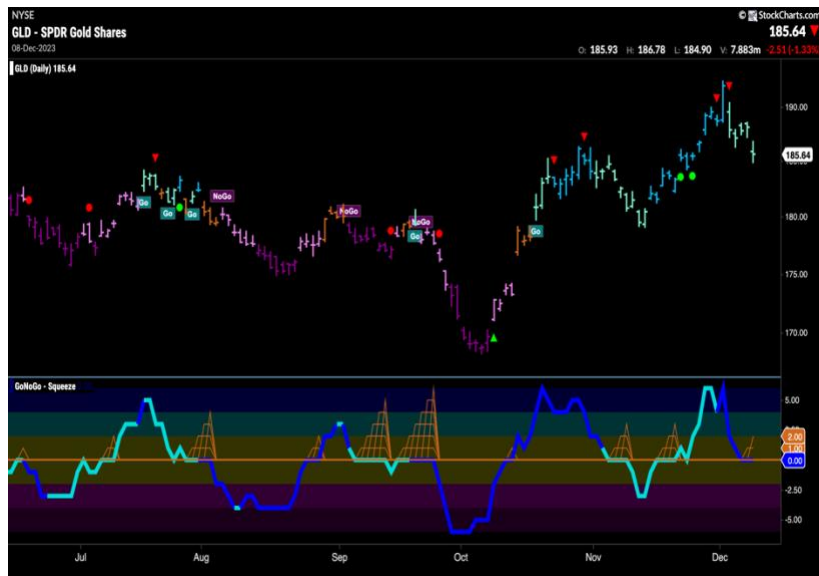 NYSE
© StockCharts.com
GLD - SPDR Gold Shares
185.64
08-Dec-2023
O: 185.93 H: 186.78 L: 184.90 V: 7.883m -2.51 (-1.33%)
GLD (Daily) 185.64
190.00
185.64
NoGo
Go
Go
Go
NoGo
NoGo
Go
Go
180.00
175.00
170.00
GoNoGo - Squeeze
5.00
2.00
1.00
0.00
-2.50
-5.00
Jul Aug Sep Oct Nov Dec